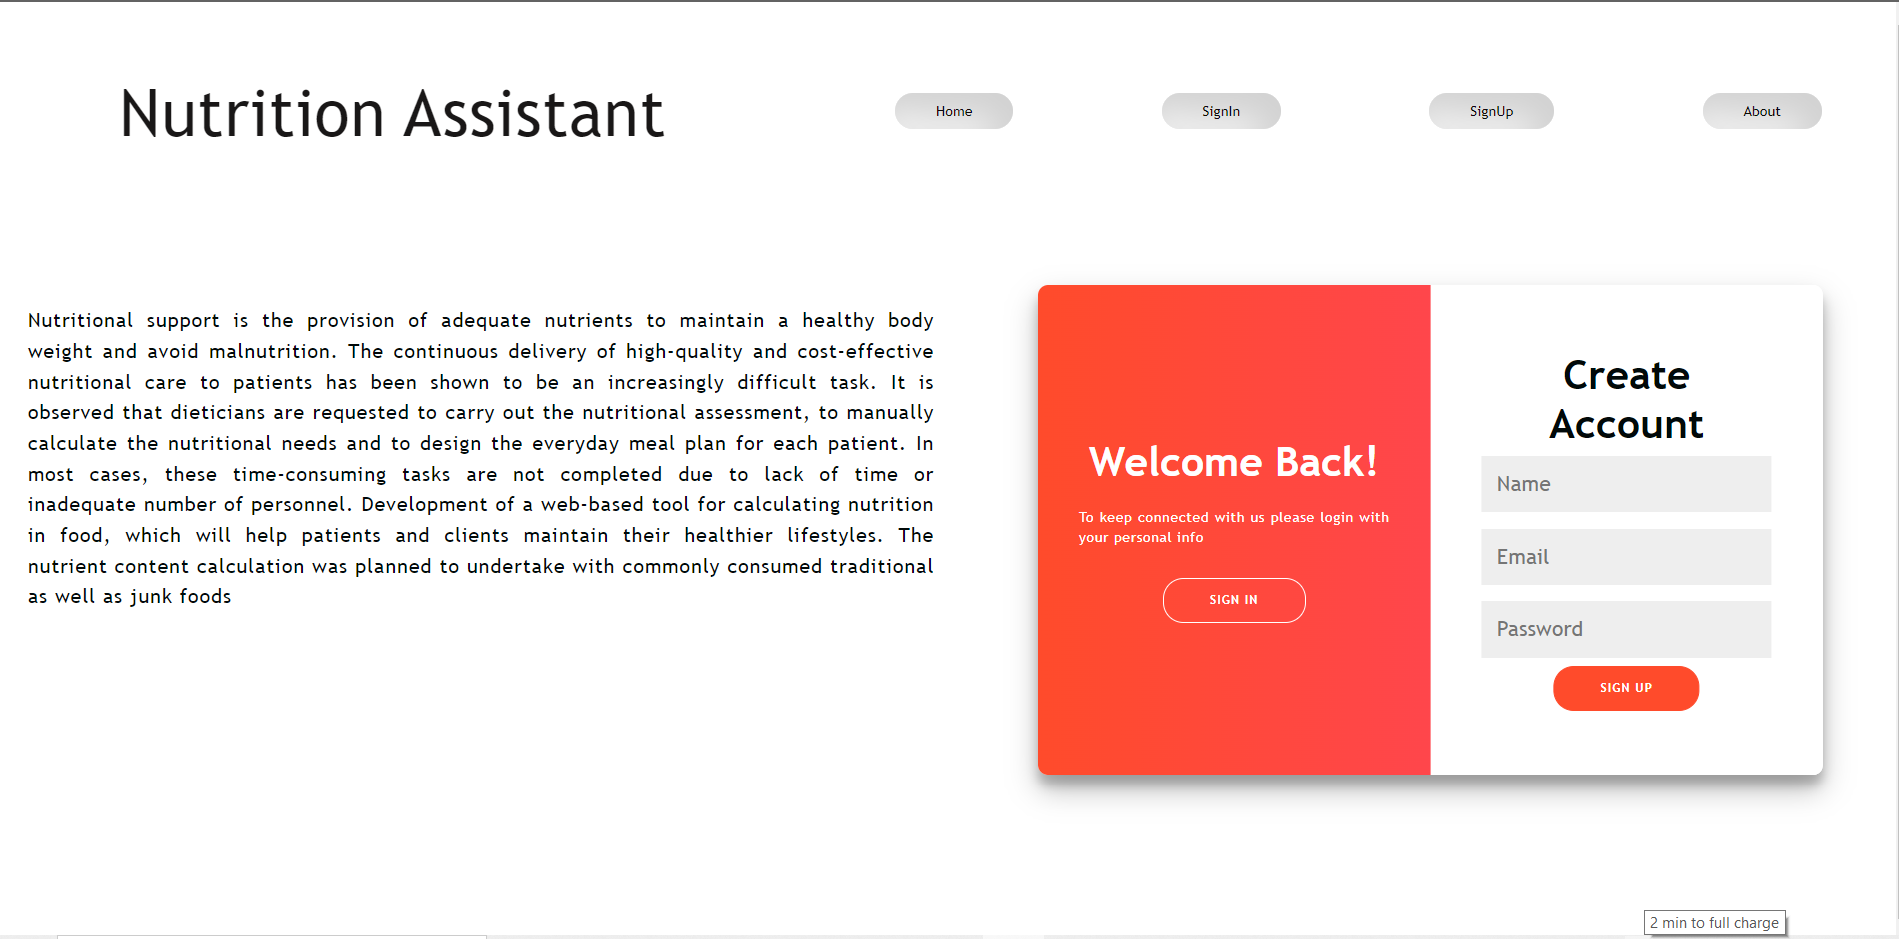 Nutrition Assistant
Home
SignIn
SignUp
About
Nutritional support is the provision of adequate nutrients to maintain a healthy body
weight and avoid malnutrition. The continuous delivery of high-quality and cost-effective
nutritional care to patients has been shown to be an increasingly difficult task. It is
observed that dieticians are requested to carry out the nutritional assessment, to manually
calculate the nutritional needs and to design the everyday meal plan for each patient. In
most cases, these time-consuming tasks are not completed due to lack of time or
inadequate number of personnel. Development of a web-based tool for calculating nutrition
in food, which will help patients and clients maintain their healthier lifestyles. The
nutrient content calculation was planned to undertake with commonly consumed traditional
as well as junk foods
Welcome Back!
To keep connected with us please login with
your personal info
SIGN IN
Create
Account
Name
Email
Password
SIGN UP
2 min to full charge